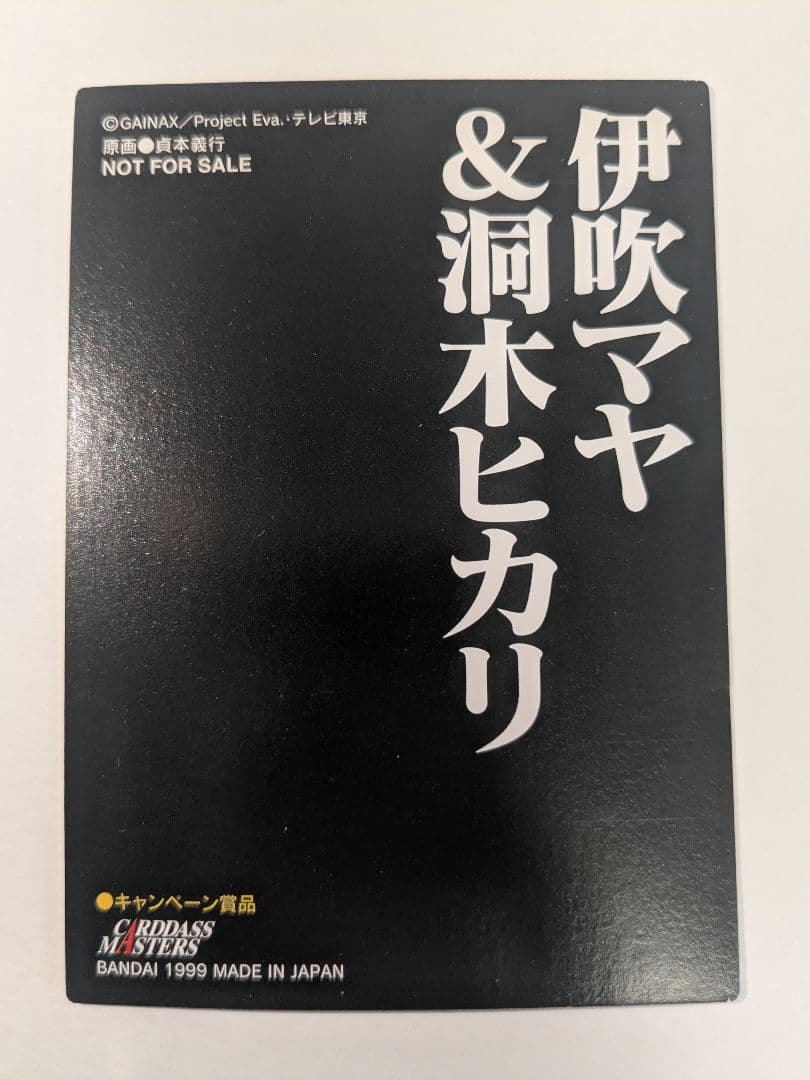 ©GAINAX／Project Eva.・テレビ東京
原画●貞本義行
NOT FOR SALE
伊吹マヤ
&洞木ヒカリ
●キャンペーン賞品
CARDDASS
MASTERS
BANDAI 1999 MADE IN JAPAN